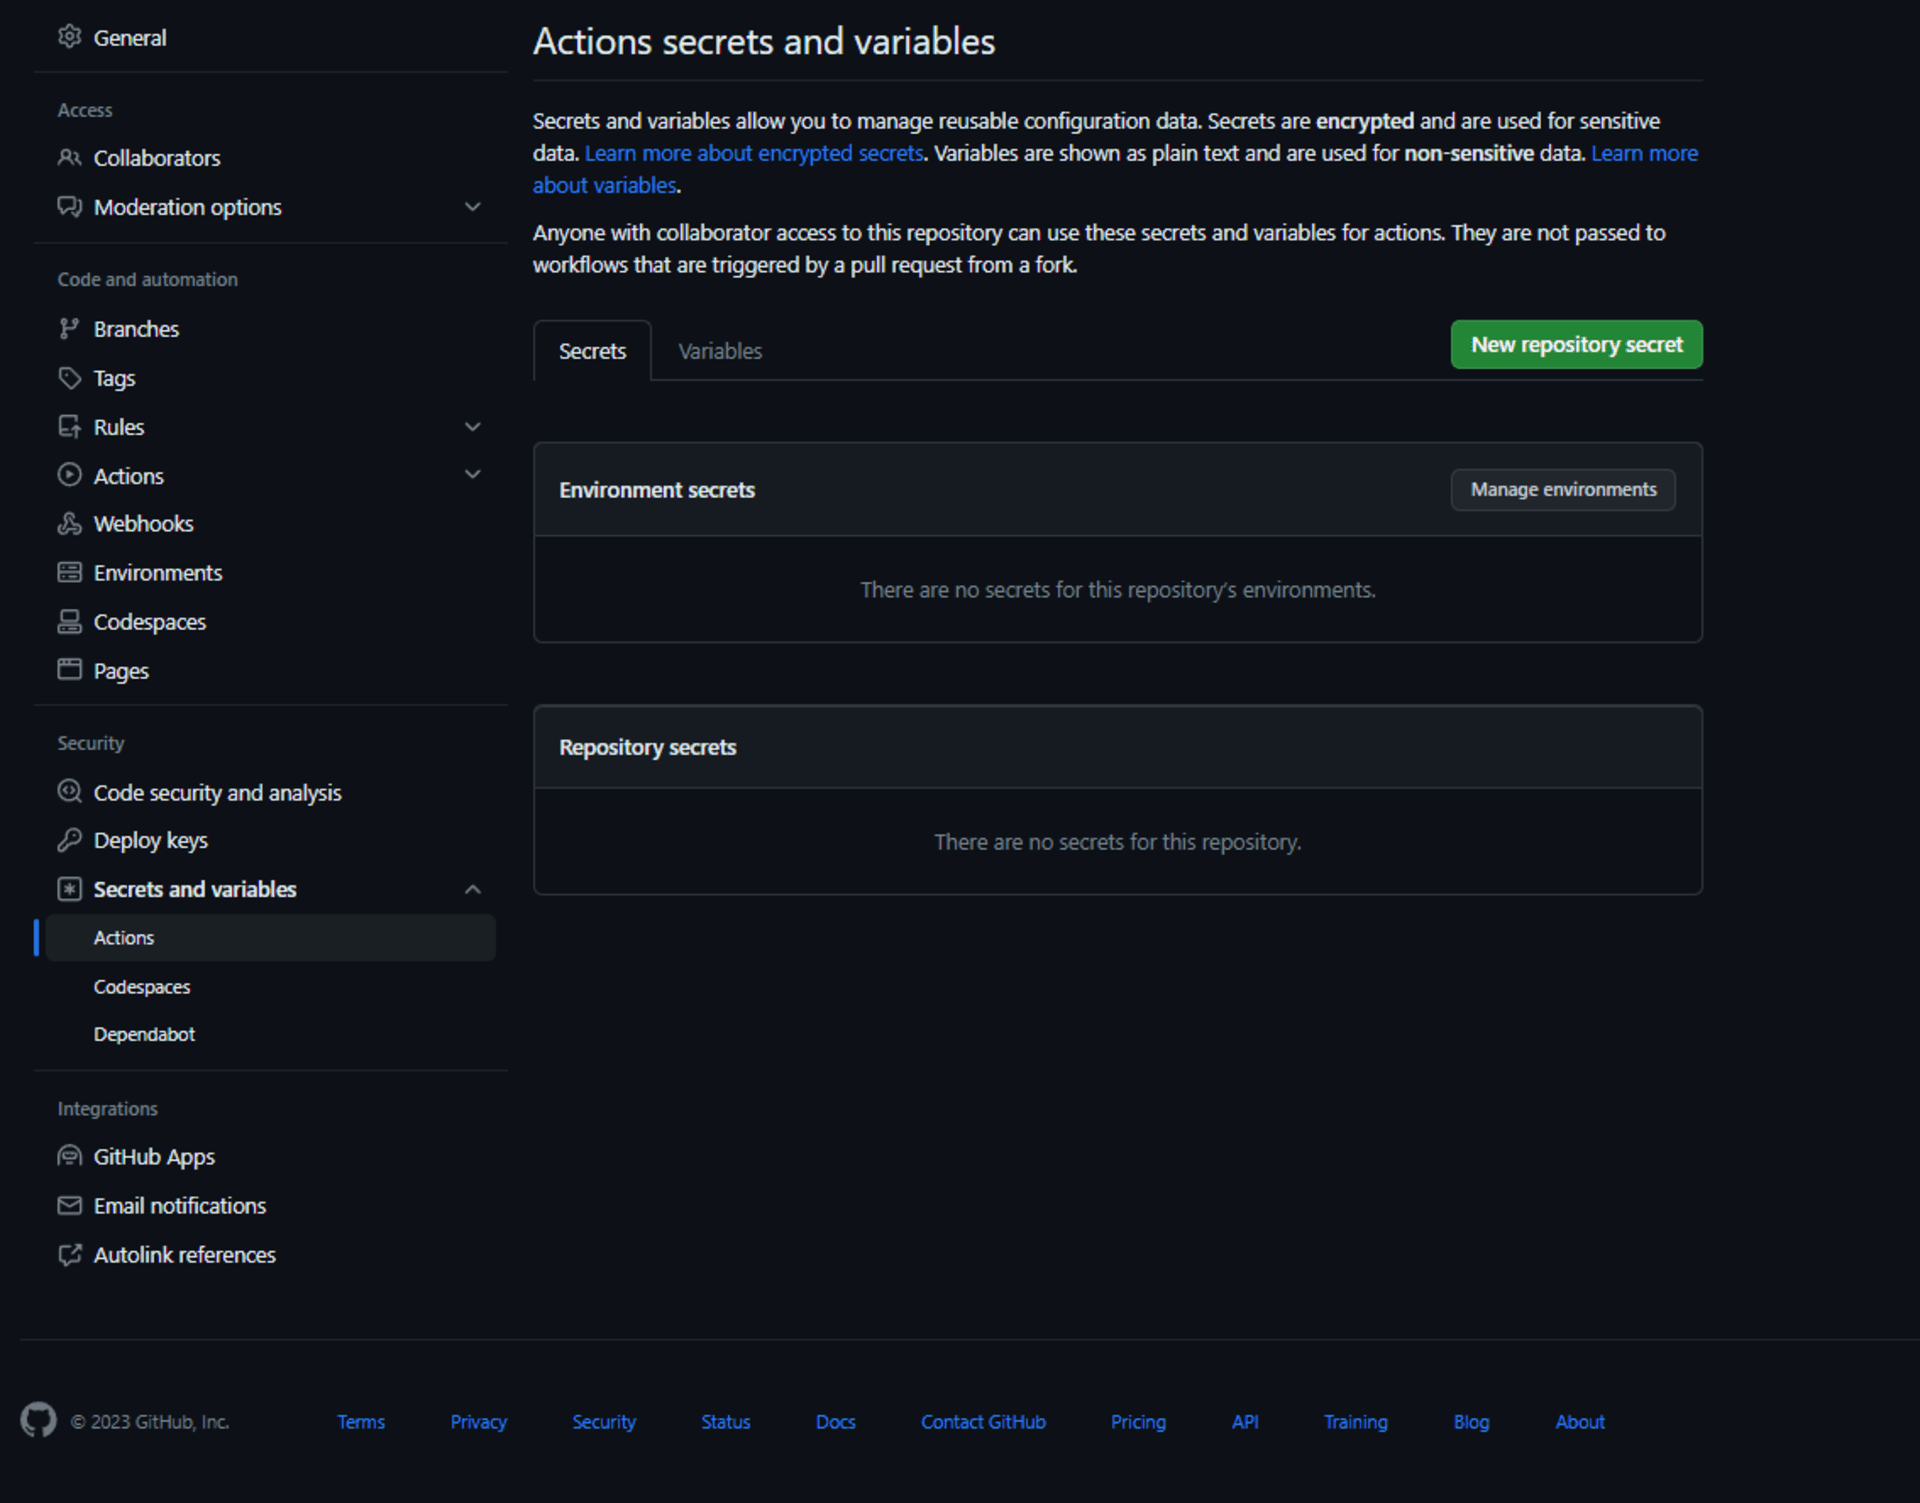 General
Access
Collaborators
Moderation options
Code and automation
Branches
Tags
Rules
Actions
Webhooks
Environments
Codespaces
Pages
Security
Code security and analysis
Deploy keys
Secrets and variables
Actions
Codespaces
Dependabot
Integrations
GitHub Apps
Email notifications
Autolink references
Actions secrets and variables
Secrets and variables allow you to manage reusable configuration data. Secrets are encrypted and are used for sensitive
data. Learn more about encrypted secrets. Variables are shown as plain text and are used for non-sensitive data. Learn more
about variables.
Anyone with collaborator access to this repository can use these secrets and variables for actions. They are not passed to
workflows that are triggered by a pull request from a fork.
Secrets Variables New repository secret
Environment secrets Manage environments
There are no secrets for this repository's environments.
Repository secrets
There are no secrets for this repository.
© 2023 GitHub, Inc. Terms Privacy Security Status Docs Contact GitHub Pricing API Training Blog About